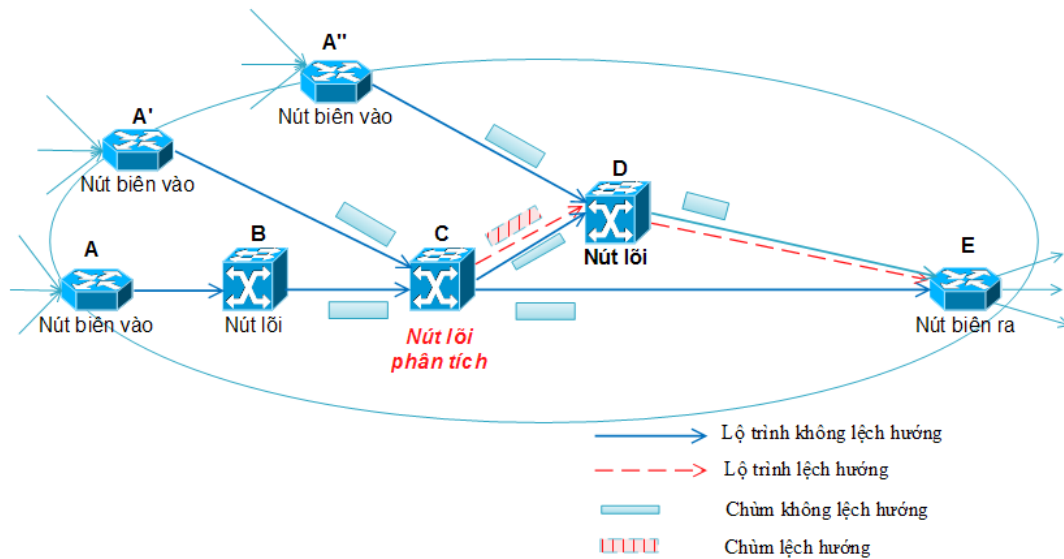 A"
Nút biên vào
A'
Nút biên vào
D
Nút lõi
A
Nút biên vào
B
Nút lõi
C
Nút lõi
phân tích
E
Nút biên ra
Lộ trình không lệch hướng
Lộ trình lệch hướng
Chùm không lệch hướng
Chùm lệch hướng